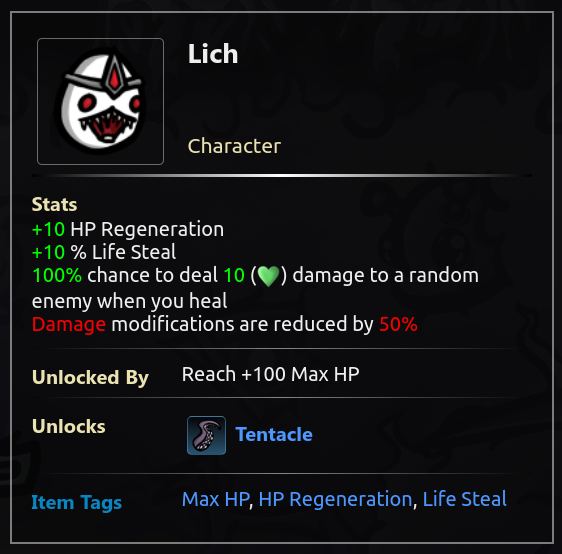 Lich
Character
Stats
+10 HP Regeneration
+10 % Life Steal
100% chance to deal 10 () damage to a random
enemy when you heal
Damage modifications are reduced by 50%
Unlocked By Reach +100 Max HP
Unlocks Tentacle
Item Tags Max HP, HP Regeneration, Life Steal